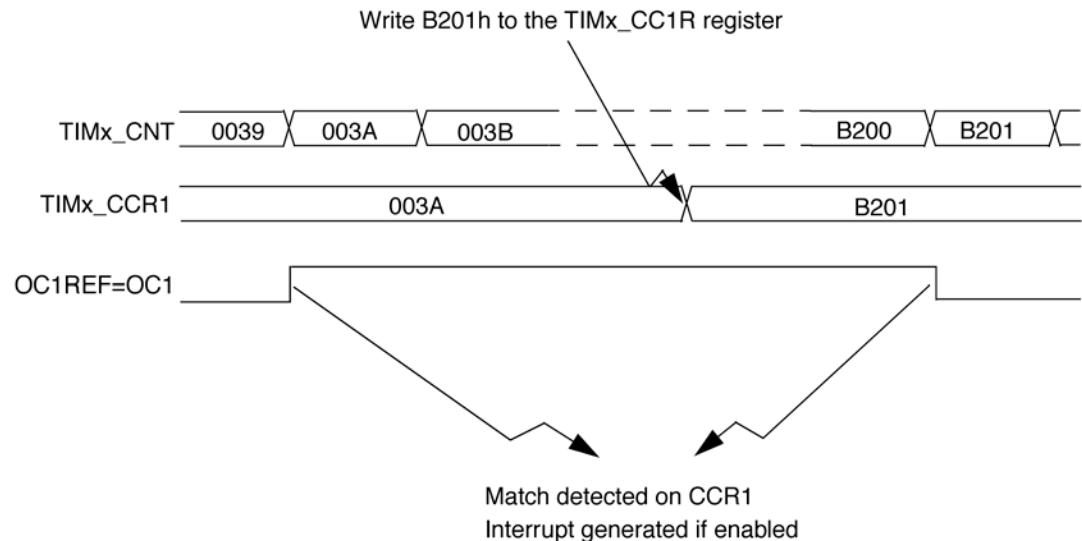 Write B201h to the TIMx_CC1R register
TIMx_CNT 0039 003A 003B B200 B201
TIMx_CCR1 003A B201
OC1REF=OC1
Match detected on CCR1
Interrupt generated if enabled